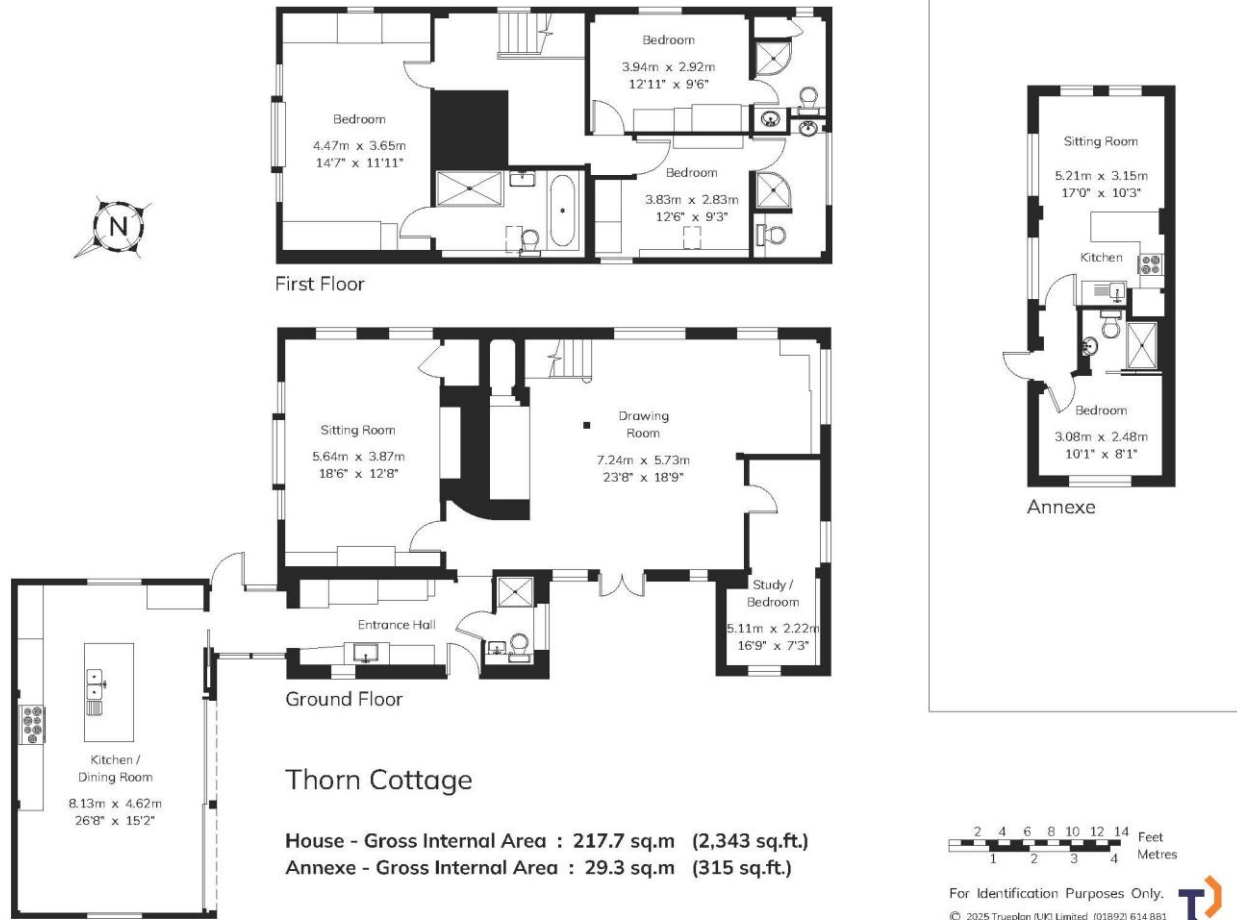 Bedroom
3.94m x 2.92m
12'11" x 9'6"
Bedroom
4.47m x 3.65m
14'7" x 11'11"
Bedroom
3.83m x 2.83m
12'6" x 9'3"
N
First Floor
Sitting Room
5.21m x 3.15m
17'0" x 10'3"
Kitchen
Bedroom
3.08m x 2.48m
10'1" x 8'1"
Annexe
Sitting Room
5.64m x 3.87m
18'6" x 12'8"
Drawing
Room
7.24m x 5.73m
23'8" x 18'9"
Study /
Bedroom
5.11m x 2.22m
16'9" x 7'3"
Entrance Hall
Ground Floor
Kitchen /
Dining Room
8.13m x 4.62m
26'8" x 15'2"
Thorn Cottage
House - Gross Internal Area : 217.7 sq.m (2,343 sq.ft.)
Annexe - Gross Internal Area : 29.3 sq.m (315 sq.ft.)
2 4 6 8 10 12 14 Feet
1 2 3 4 Metres
For Identification Purposes Only.
© 2025 Trueplan (UK) Limited (01892) 614 881